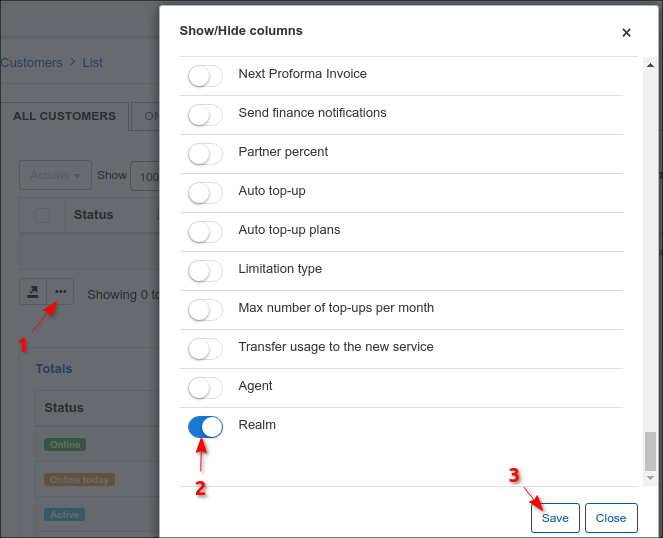 Show/Hide columns
×
Customers > List
ALL CUSTOMERS ON
Actions Show 100
Status
... Showing 0 to
1
Totals
Status
Online
Online today
Active
Next Proforma Invoice
Send finance notifications
Partner percent
Auto top-up
Auto top-up plans
Limitation type
Max number of top-ups per month
Transfer usage to the new service
Agent
Realm
2
3
Save Close